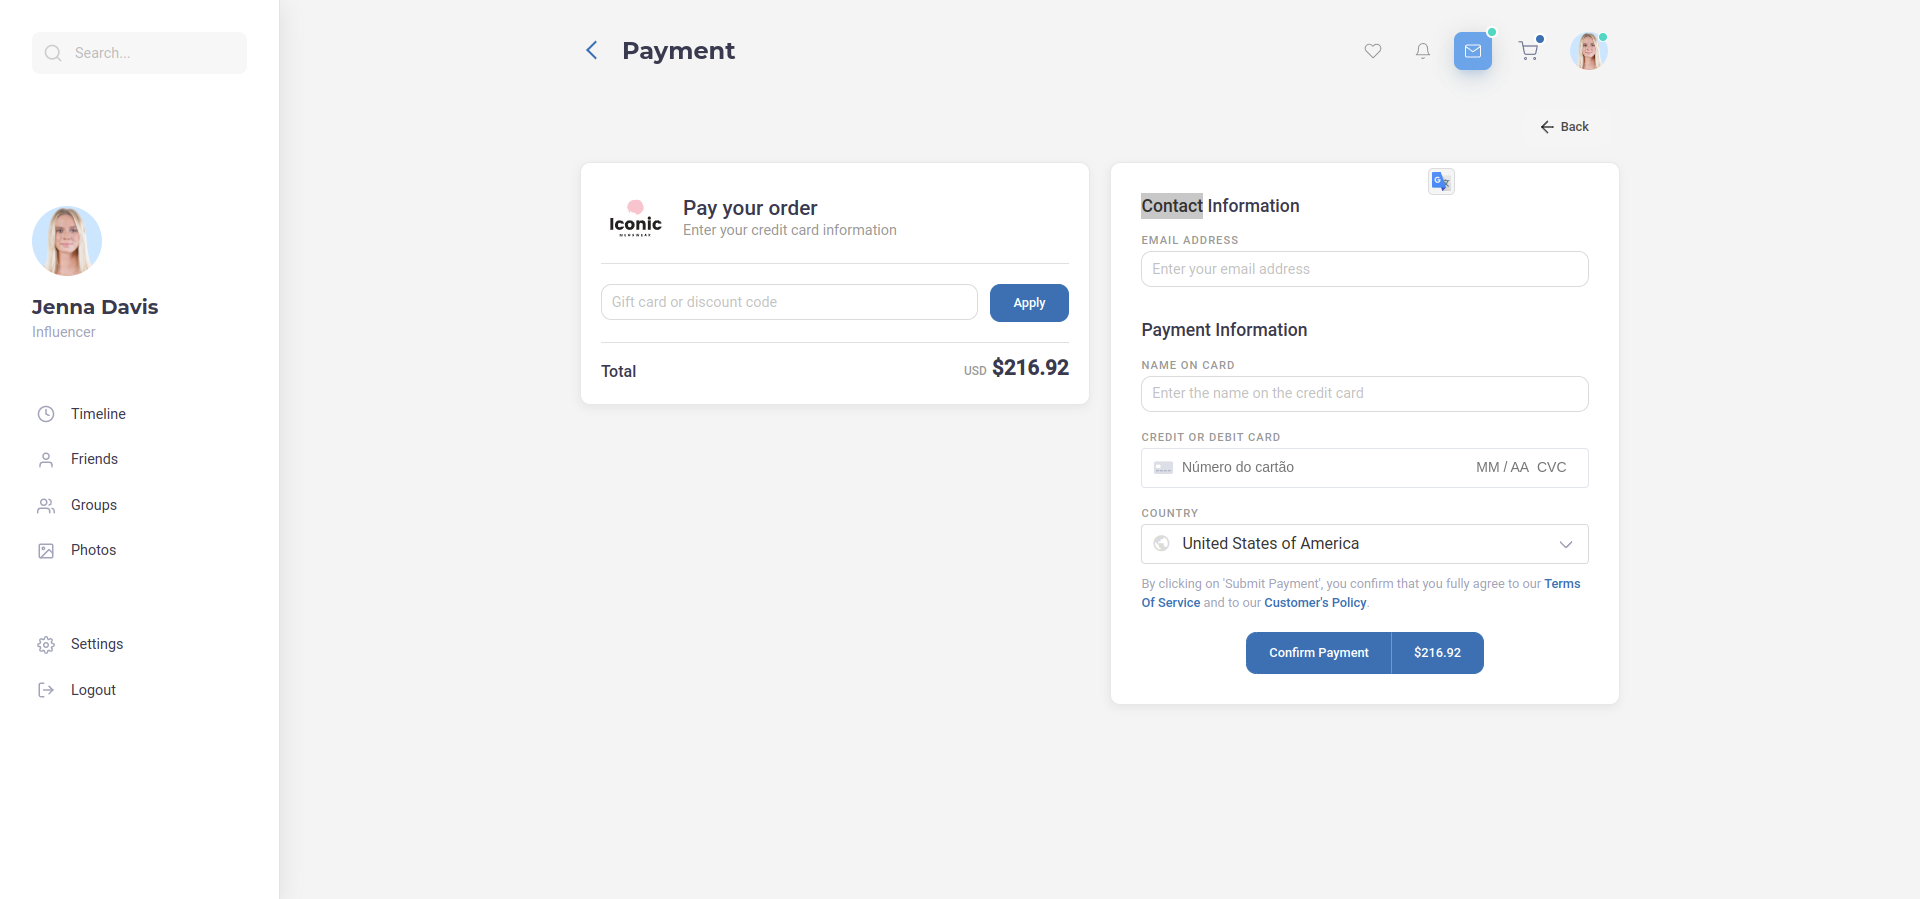 Search...
Jenna Davis
Influencer
Timeline
Friends
Groups
Photos
Settings
Logout
Payment
Back
Iconic
Pay your order
Enter your credit card information
Gift card or discount code
Apply
Total
USD $216.92
Contact Information
EMAIL ADDRESS
Enter your email address
Payment Information
NAME ON CARD
Enter the name on the credit card
CREDIT OR DEBIT CARD
Número do cartão MM / AA CVC
COUNTRY
United States of America
By clicking on 'Submit Payment', you confirm that you fully agree to our Terms
Of Service and to our Customer's Policy.
Confirm Payment $216.92